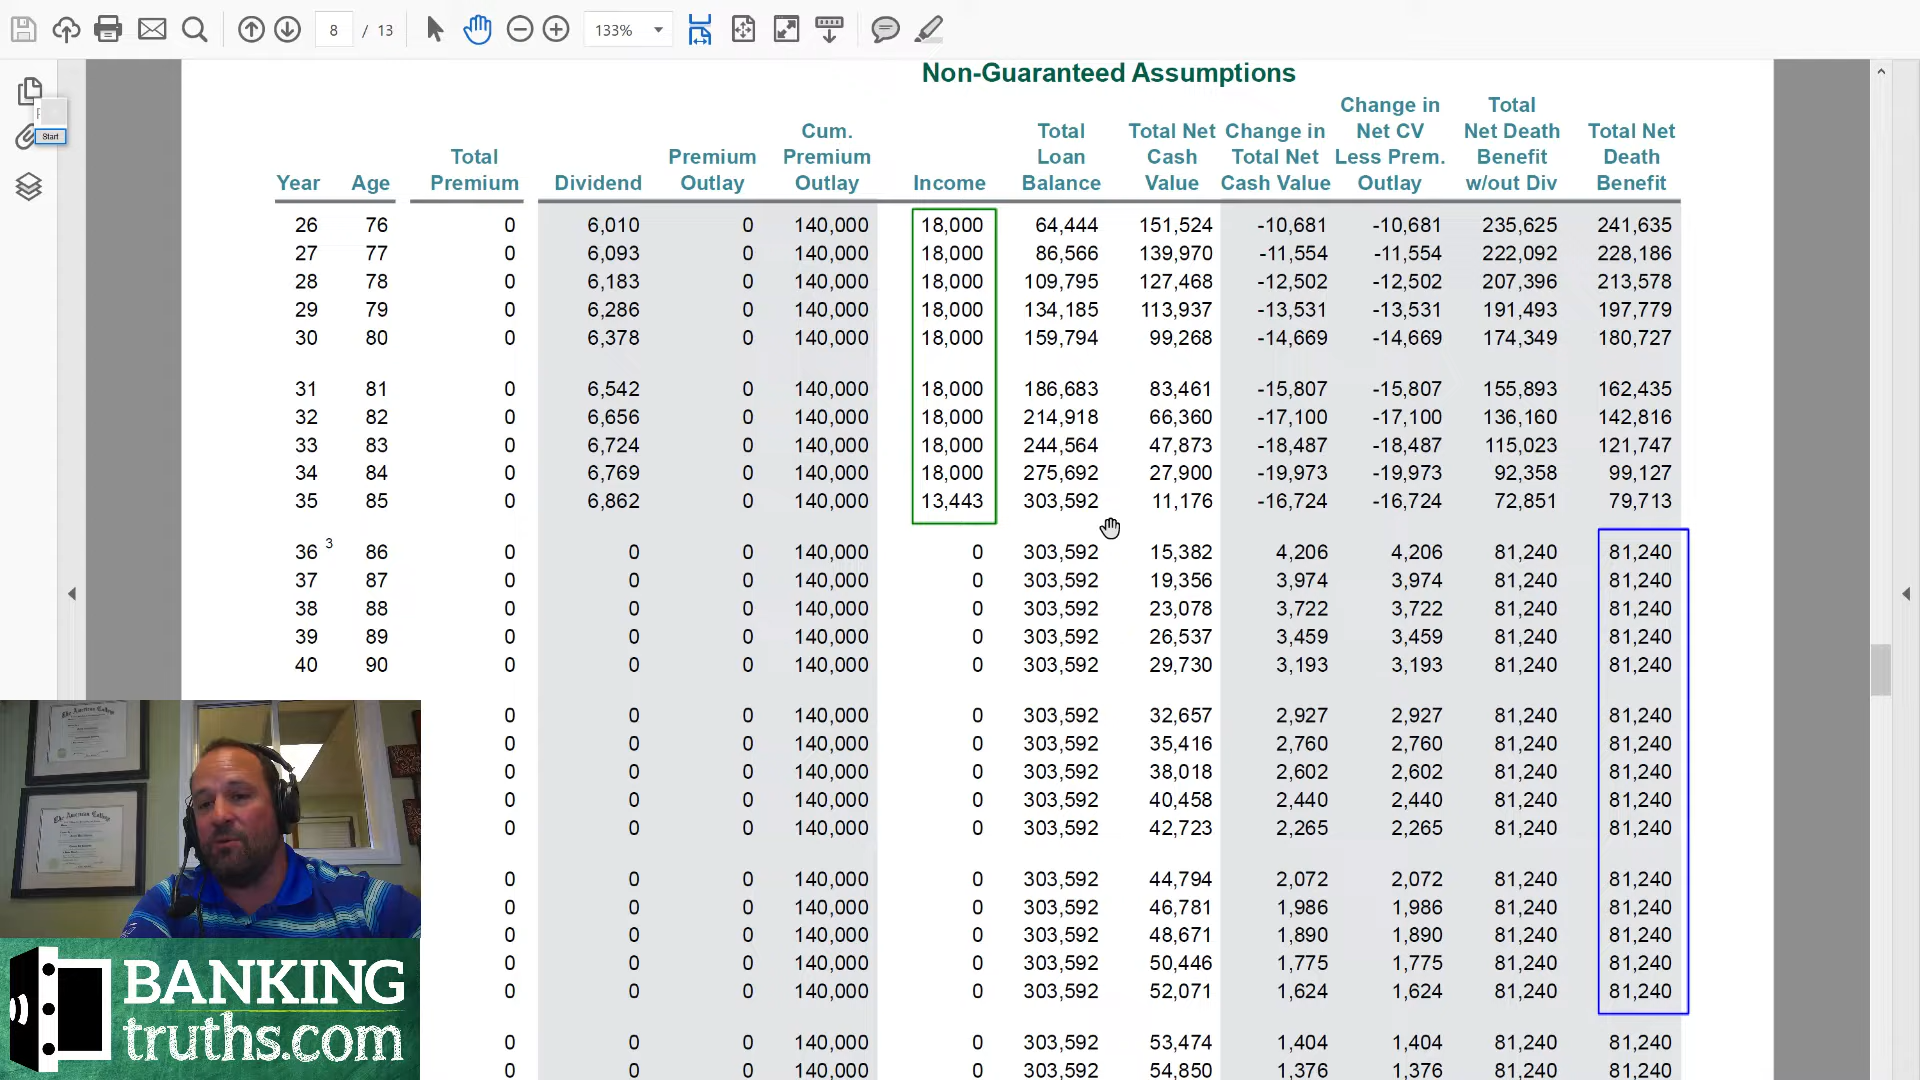 8 / 13
133%
Start
Non-Guaranteed Assumptions
Year Age Total Premium Dividend Premium Outlay Cum. Premium Outlay Income Total Loan Balance Total Net Cash Value Change in Total Net Cash Value Change in Net CV Less Prem. Outlay Total Net Death Benefit w/out Div Total Net Death Benefit
26 76 0 6,010 0 140,000 18,000 64,444 151,524 -10,681 -10,681 235,625 241,635
27 77 0 6,093 0 140,000 18,000 86,566 139,970 -11,554 -11,554 222,092 228,186
28 78 0 6,183 0 140,000 18,000 109,795 127,468 -12,502 -12,502 207,396 213,578
29 79 0 6,286 0 140,000 18,000 134,185 113,937 -13,531 -13,531 191,493 197,779
30 80 0 6,378 0 140,000 18,000 159,794 99,268 -14,669 -14,669 174,349 180,727
31 81 0 6,542 0 140,000 18,000 186,683 83,461 -15,807 -15,807 155,893 162,435
32 82 0 6,656 0 140,000 18,000 214,918 66,360 -17,100 -17,100 136,160 142,816
33 83 0 6,724 0 140,000 18,000 244,564 47,873 -18,487 -18,487 115,023 121,747
34 84 0 6,769 0 140,000 18,000 275,692 27,900 -19,973 -19,973 92,358 99,127
35 85 0 6,862 0 140,000 13,443 303,592 11,176 -16,724 -16,724 72,851 79,713
36 3 86 0 0 0 140,000 0 303,592 15,382 4,206 4,206 81,240 81,240
37 87 0 0 0 140,000 0 303,592 19,356 3,974 3,974 81,240 81,240
38 88 0 0 0 140,000 0 303,592 23,078 3,722 3,722 81,240 81,240
39 89 0 0 0 140,000 0 303,592 26,537 3,459 3,459 81,240 81,240
40 90 0 0 0 140,000 0 303,592 29,730 3,193 3,193 81,240 81,240
0 0 0 140,000 0 303,592 32,657 2,927 2,927 81,240 81,240
0 0 0 140,000 0 303,592 35,416 2,760 2,760 81,240 81,240
0 0 0 140,000 0 303,592 38,018 2,602 2,602 81,240 81,240
0 0 0 140,000 0 303,592 40,458 2,440 2,440 81,240 81,240
0 0 0 140,000 0 303,592 42,723 2,265 2,265 81,240 81,240
0 0 0 140,000 0 303,592 44,794 2,072 2,072 81,240 81,240
0 0 0 140,000 0 303,592 46,781 1,986 1,986 81,240 81,240
0 0 0 140,000 0 303,592 48,671 1,890 1,890 81,240 81,240
0 0 0 140,000 0 303,592 50,446 1,775 1,775 81,240 81,240
0 0 0 140,000 0 303,592 52,071 1,624 1,624 81,240 81,240
0 0 0 140,000 0 303,592 53,474 1,404 1,404 81,240 81,240
0 0 0 140,000 0 303,592 54,850 1,376 1,376 81,240 81,240
The American College
The American College
BANKING
truths.com